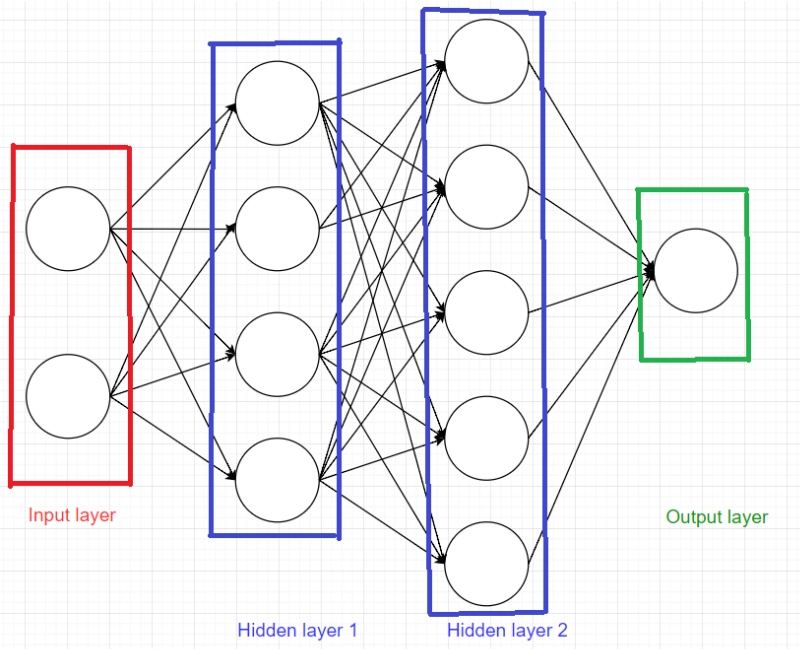 Input layer
Output layer
Hidden layer 1
Hidden layer 2